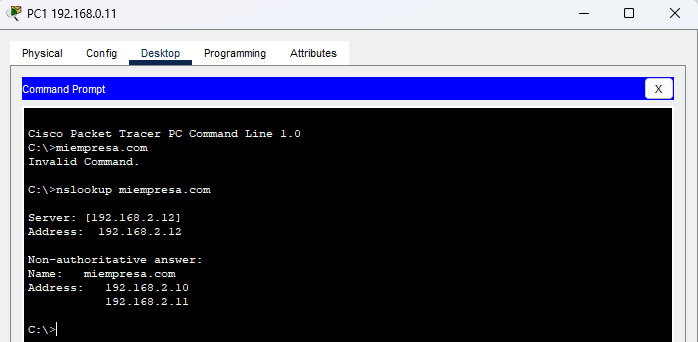 PC1 192.168.0.11
Physical Config Desktop Programming Attributes
Command Prompt X
Cisco Packet Tracer PC Command Line 1.0
C:\>miempresa.com
Invalid Command.
C:\>nslookup miempresa.com
Server: [192.168.2.12]
Address:  192.168.2.12
Non-authoritative answer:
Name:   miempresa.com
Address:   192.168.2.10
192.168.2.11
C:\>